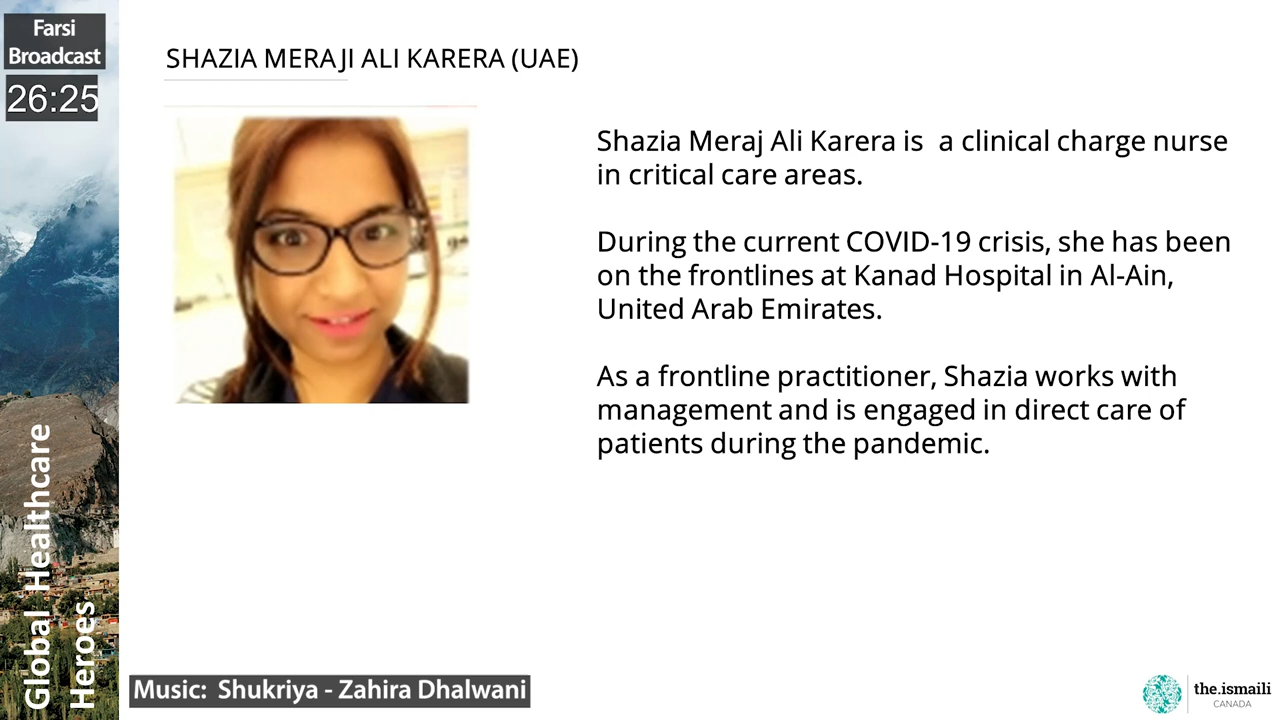 Farsi
Broadcast
26:25
SHAZIA MERAJI ALI KARERA (UAE)
Shazia Meraj Ali Karera is  a clinical charge nurse
in critical care areas.
During the current COVID-19 crisis, she has been
on the frontlines at Kanad Hospital in Al-Ain,
United Arab Emirates.
As a frontline practitioner, Shazia works with
management and is engaged in direct care of
patients during the pandemic.
Global Healthcare
Heroes
Music:  Shukriya - Zahira Dhalwani
the.ismaili
CANADA